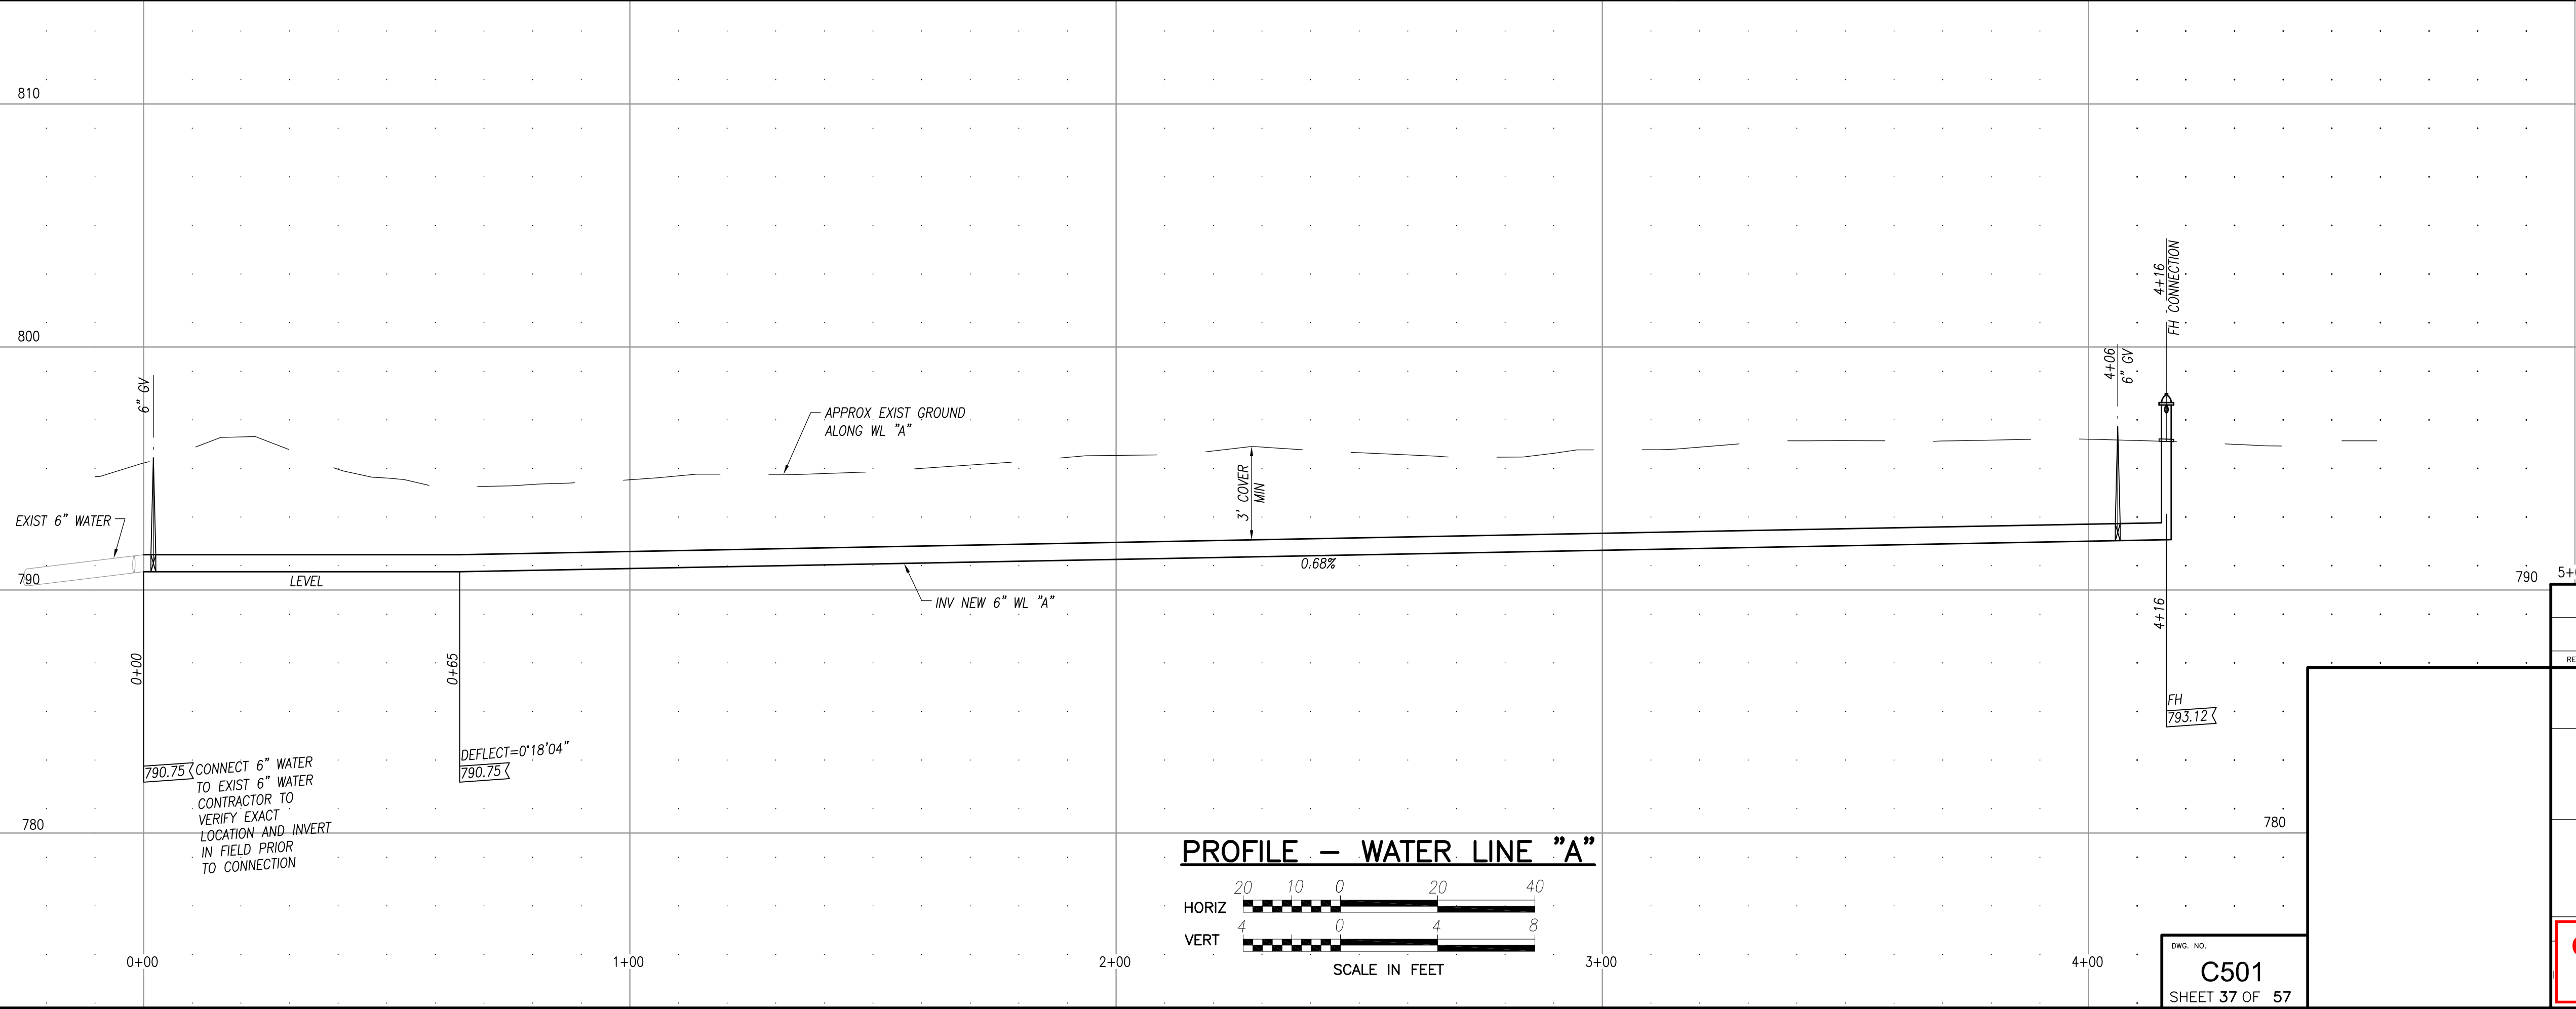 810
800
4+16
FH CONNECTION
6" GV
4+06
6" GV
APPROX EXIST GROUND
ALONG WL "A"
3' COVER
MIN
EXIST 6" WATER
790
LEVEL
0.68%
INV NEW 6" WL "A"
790
0+00
0+65
4+16
FH
793.12
DEFLECT=0°18'04"
790.75
790.75
CONNECT 6" WATER
TO EXIST 6" WATER
CONTRACTOR TO
VERIFY EXACT
LOCATION AND INVERT
IN FIELD PRIOR
TO CONNECTION
780
780
PROFILE – WATER LINE "A"
20 10 0 20 40
HORIZ
4 0 4 8
VERT
SCALE IN FEET
0+00 1+00 2+00 3+00 4+00
DWG. NO.
C501
SHEET 37 OF 57